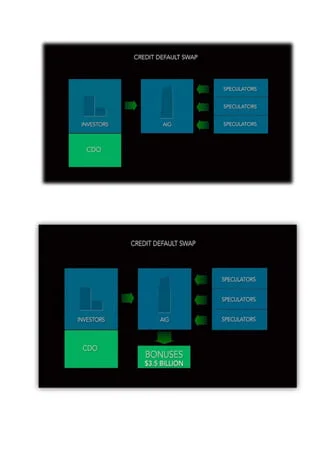 CREDIT DEFAULT SWAP
SPECULATORS
SPECULATORS
INVESTORS
AIG
SPECULATORS
CDO
CREDIT DEFAULT SWAP
SPECULATORS
SPECULATORS
INVESTORS
AIG
SPECULATORS
CDO
BONUSES
$3.5 BILLION